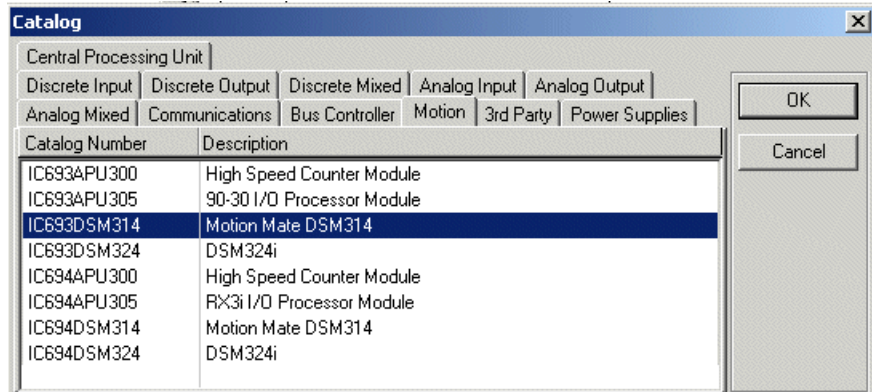 Catalog
Central Processing Unit
Discrete Input Discrete Output Discrete Mixed Analog Input Analog Output
Analog Mixed Communications Bus Controller Motion 3rd Party Power Supplies
OK
Cancel
Catalog Number Description
IC693APU300 High Speed Counter Module
IC693APU305 90-30 I/O Processor Module
IC693DSM314 Motion Mate DSM314
IC693DSM324 DSM324i
IC694APU300 High Speed Counter Module
IC694APU305 RX3i I/O Processor Module
IC694DSM314 Motion Mate DSM314
IC694DSM324 DSM324i